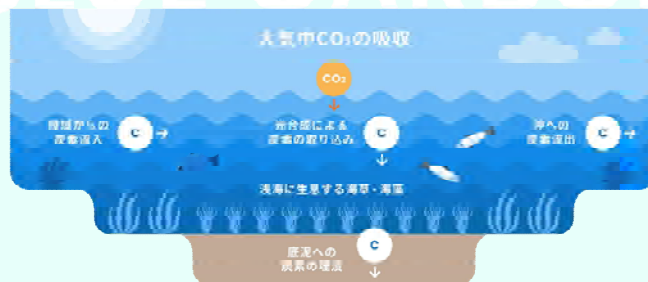 大気中CO₂の吸収
CO₂
陸域からの
炭素流入
C
光合成による
炭素の取り込み
C
沖への
炭素流出
C
浅海に生息する海草・海藻
底泥への
炭素の埋没
C